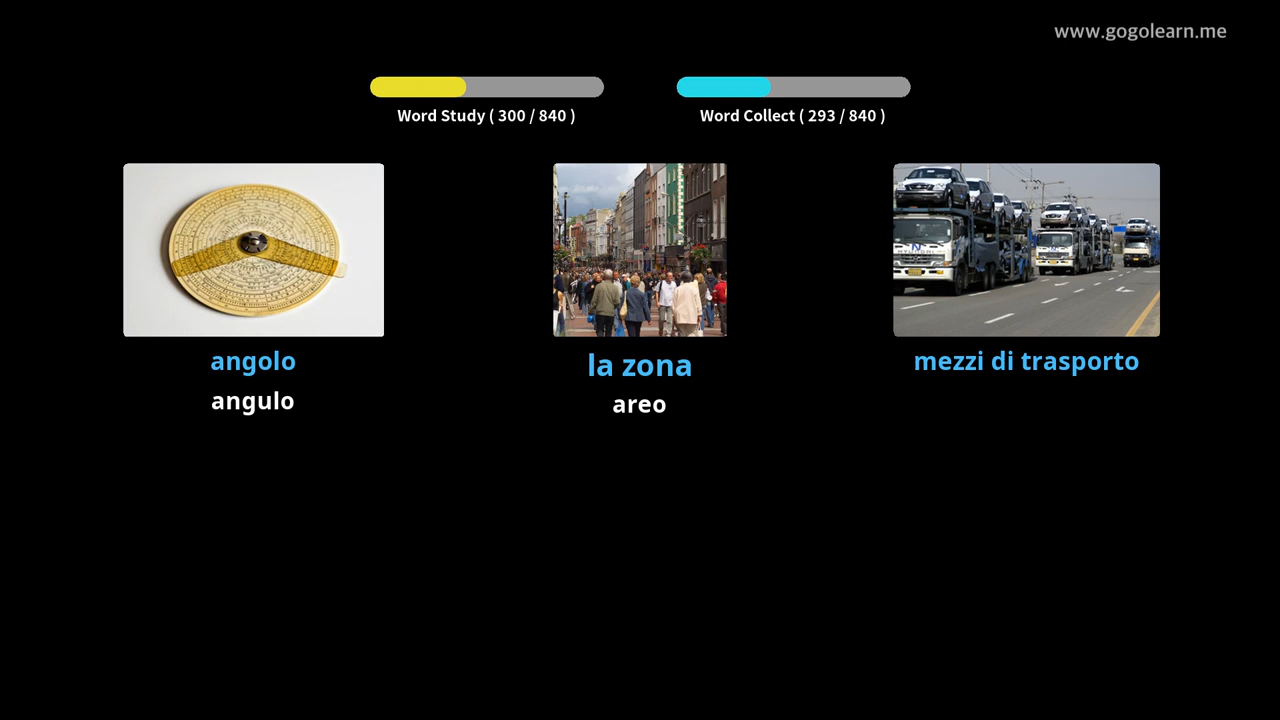 www.gogolearn.me
Word Study ( 300 / 840 )
Word Collect ( 293 / 840 )
angolo
angulo
la zona
areo
mezzi di trasporto